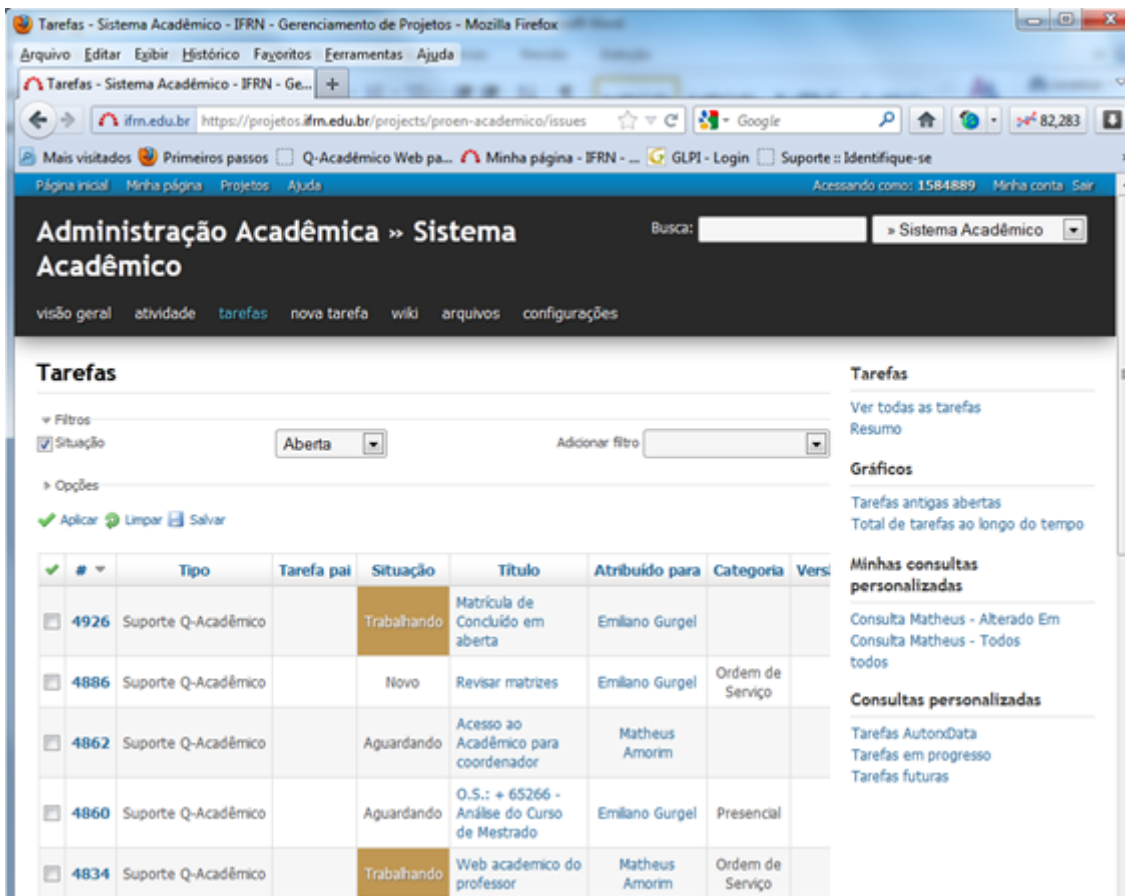 Tarefas - Sistema Acadêmico - IFRN - Gerenciamento de Projetos - Mozilla Firefox
Arquivo Editar Exibir Histórico Favoritos Ferramentas Ajuda
Tarefas - Sistema Acadêmico - IFRN - Ge...
ifrn.edu.br https://projetos.ifrn.edu.br/projects/proen-academico/issues Google 82,283
Mais visitados Primeiros passos Q-Acadêmico Web pa... Minha página - IFRN - ... GLPI - Login Suporte :: Identifique-se
Página inicial Minha página Projetos Ajuda Acessando como: 1584889 Minha conta Sair
Administração Acadêmica » Sistema
Acadêmico
Busca: » Sistema Acadêmico
visão geral atividade tarefas nova tarefa wiki arquivos configurações
Tarefas
Filtros
Situação Aberta Adicionar filtro
Opções
Aplicar Limpar Salvar
# Tipo Tarefa pai Situação Título Atribuído para Categoria Vers
4926 Suporte Q-Acadêmico Trabalhando Matrícula de
Concluído em
aberta
Emiliano Gurgel
4886 Suporte Q-Acadêmico Novo Revisar matrizes Emiliano Gurgel Ordem de
Serviço
4862 Suporte Q-Acadêmico Aguardando Acesso ao
Acadêmico para
coordenador
Matheus
Amorim
4860 Suporte Q-Acadêmico Aguardando O.S.: + 65266 -
Análise do Curso
de Mestrado
Emiliano Gurgel Presencial
4834 Suporte Q-Acadêmico Trabalhando Web academico do
professor
Matheus
Amorim
Ordem de
Serviço
Tarefas
Ver todas as tarefas
Resumo
Gráficos
Tarefas antigas abertas
Total de tarefas ao longo do tempo
Minhas consultas
personalizadas
Consulta Matheus - Alterado Em
Consulta Matheus - Todos
todos
Consultas personalizadas
Tarefas AutonData
Tarefas em progresso
Tarefas futuras